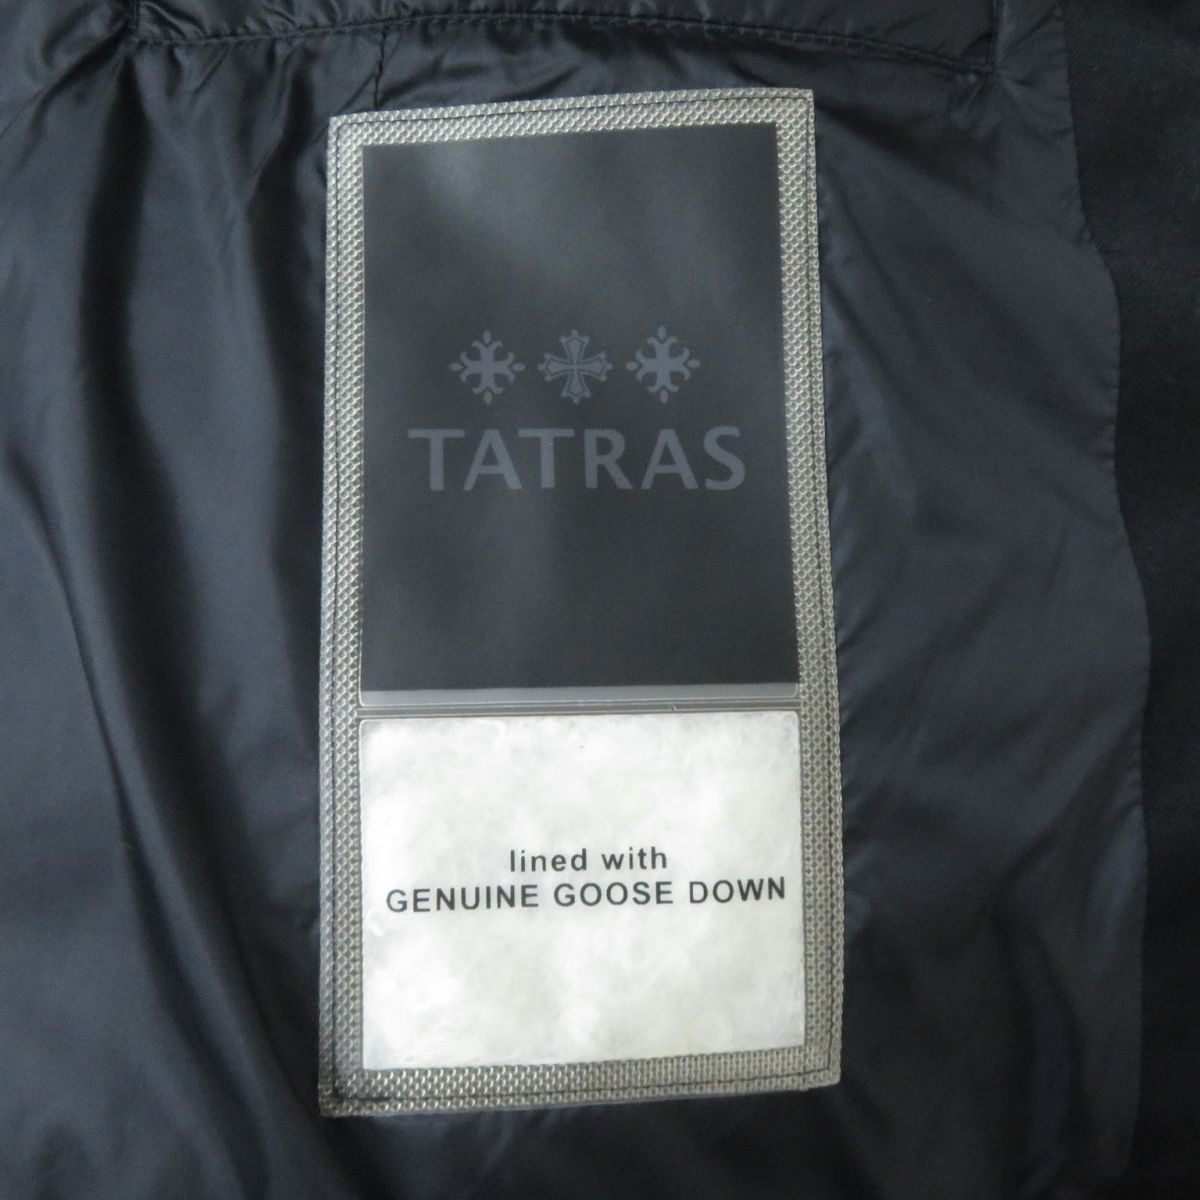 TATRAS
lined with
GENUINE GOOSE DOWN